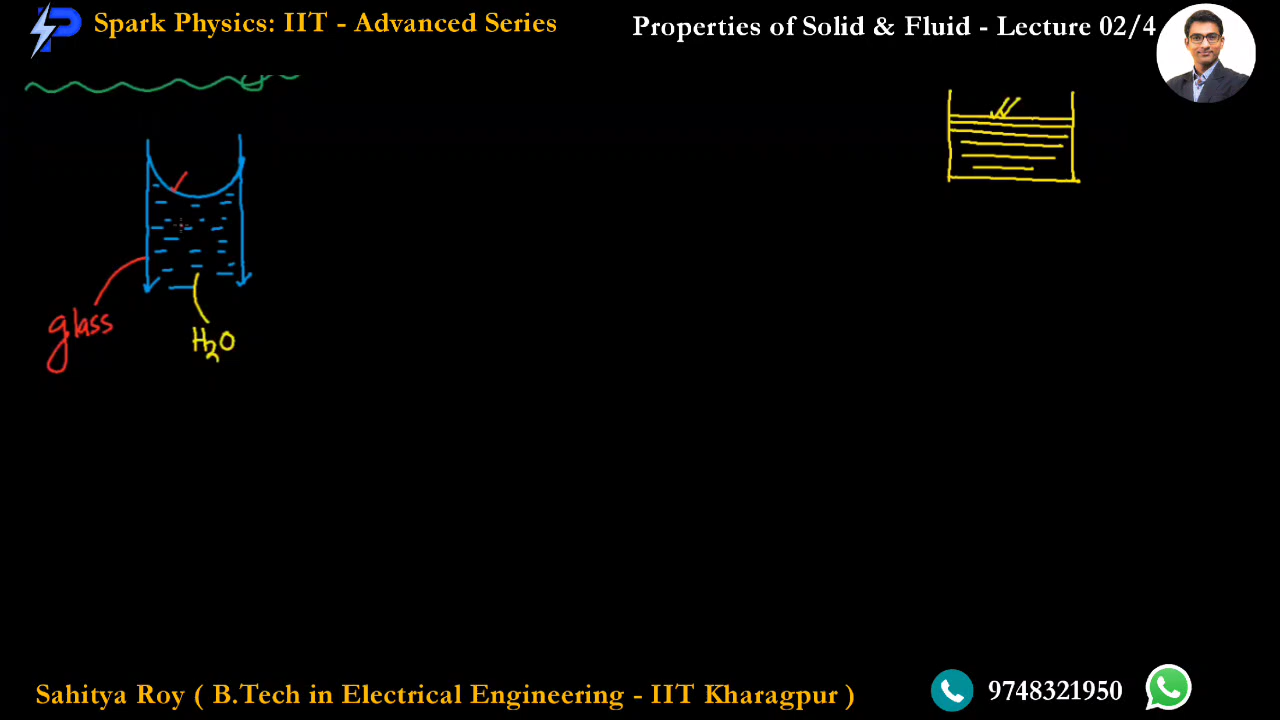 Spark Physics: IIT - Advanced Series
Properties of Solid & Fluid - Lecture 02/4
glass
H₂O
Sahitya Roy ( B.Tech in Electrical Engineering - IIT Kharagpur )
9748321950